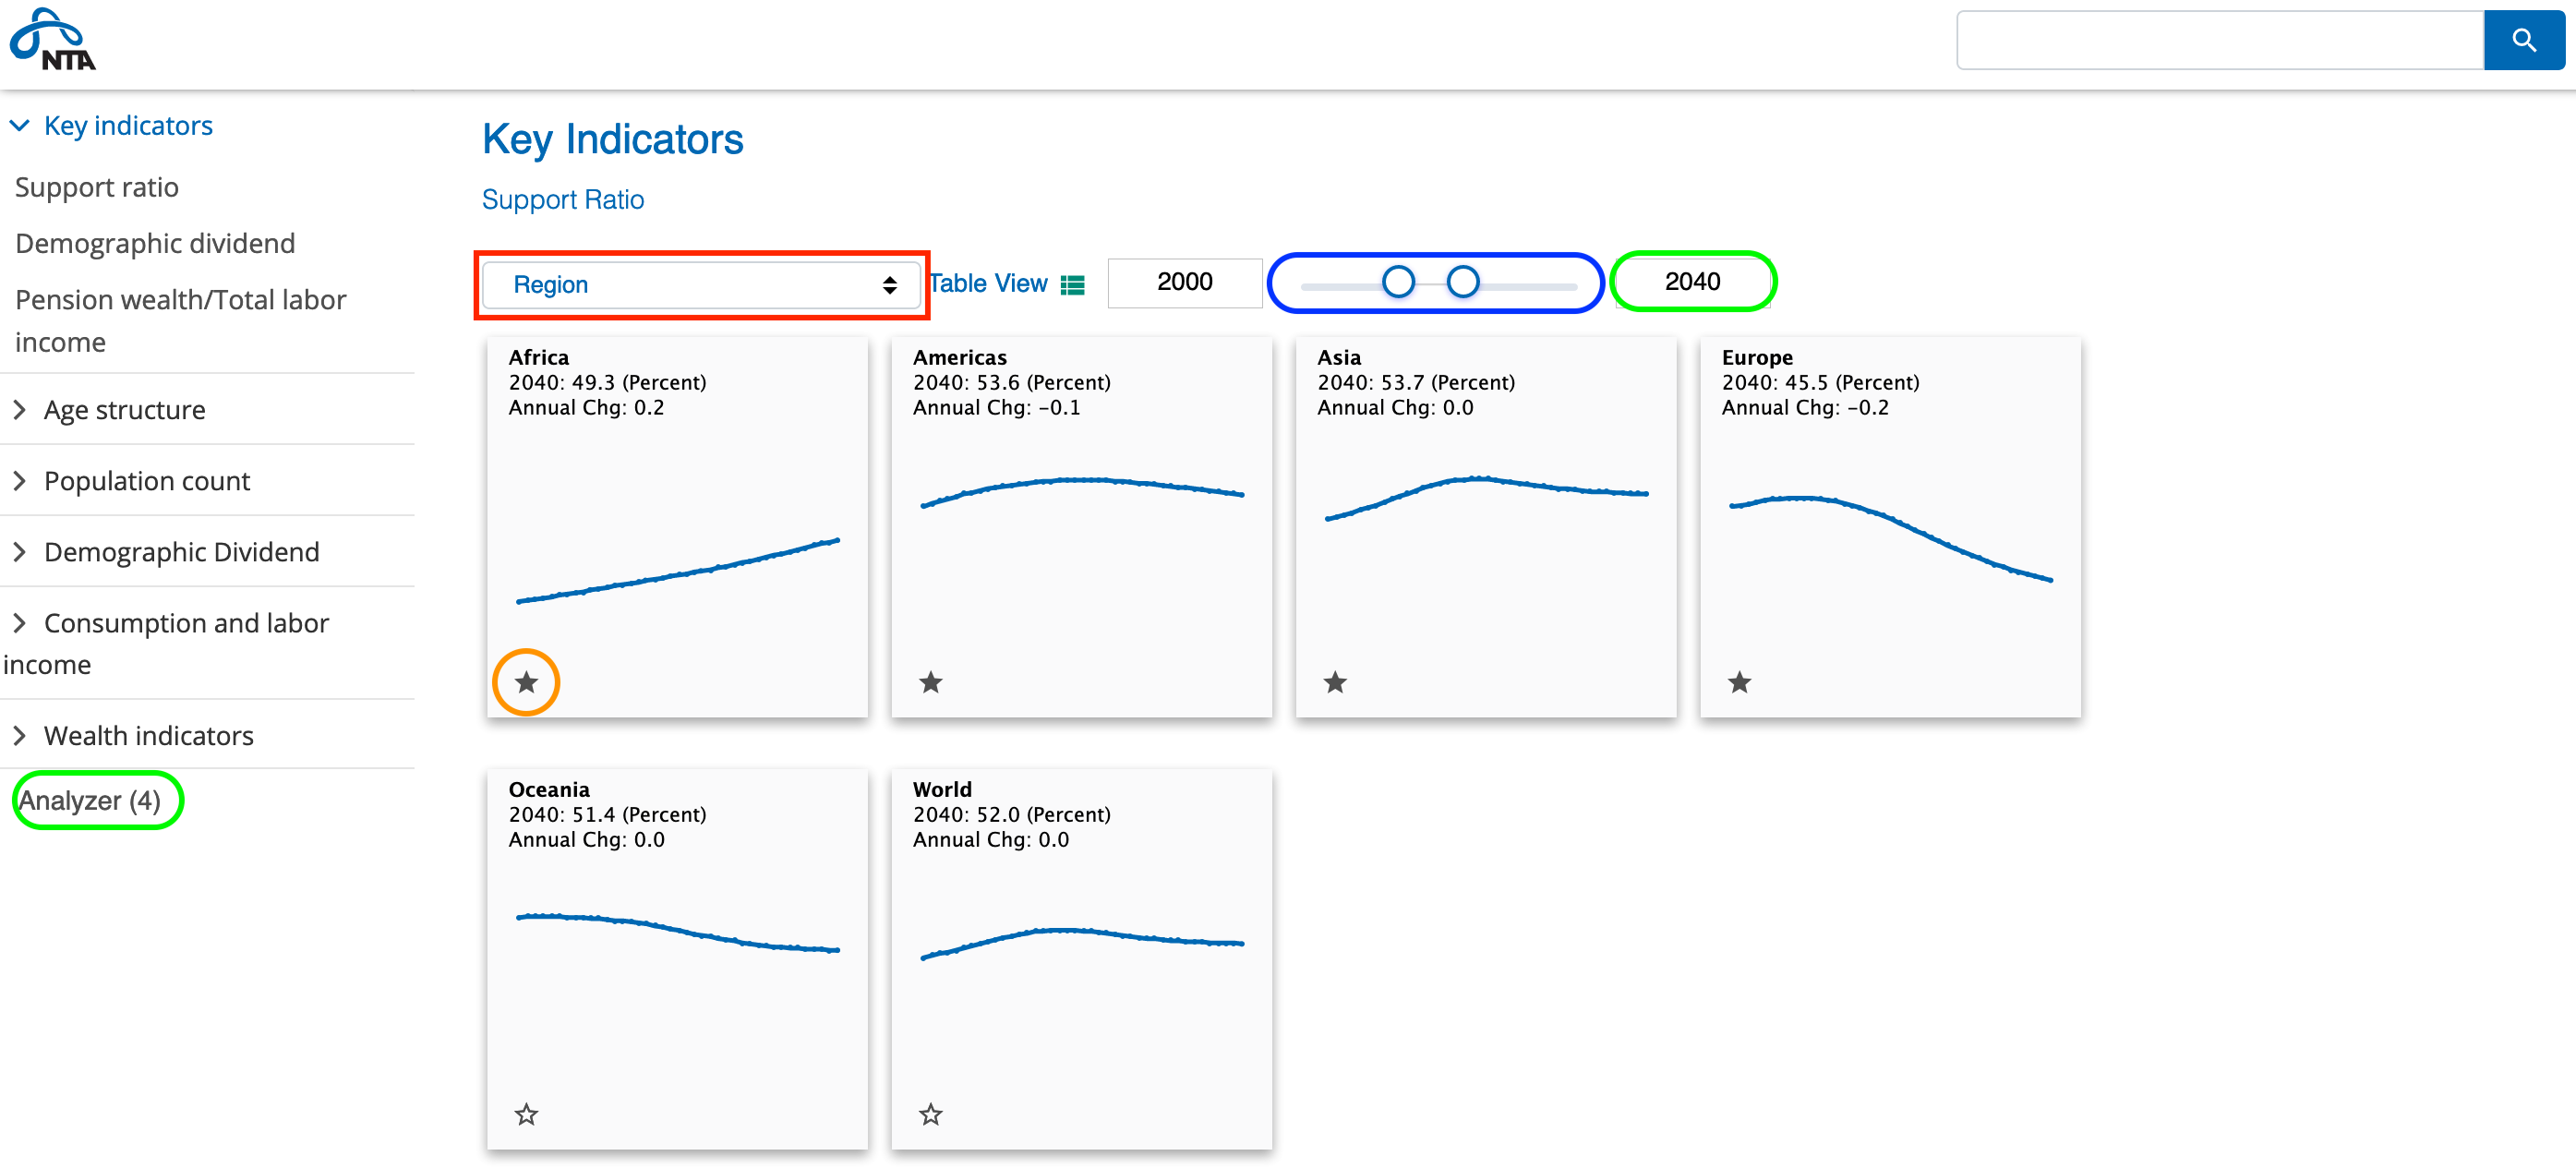 NTA
Key indicators
Support ratio
Demographic dividend
Pension wealth/Total labor
income
Age structure
Population count
Demographic Dividend
Consumption and labor
income
Wealth indicators
Analyzer (4)
Key Indicators
Support Ratio
Region
Table View
2000
2040
Africa
2040: 49.3 (Percent)
Annual Chg: 0.2
Americas
2040: 53.6 (Percent)
Annual Chg: −0.1
Asia
2040: 53.7 (Percent)
Annual Chg: 0.0
Europe
2040: 45.5 (Percent)
Annual Chg: −0.2
Oceania
2040: 51.4 (Percent)
Annual Chg: 0.0
World
2040: 52.0 (Percent)
Annual Chg: 0.0